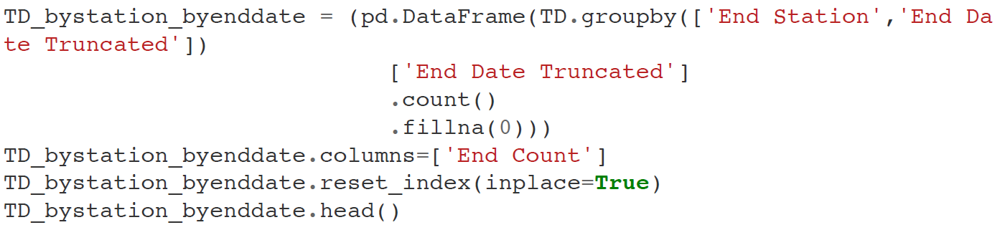 TD_bystation_byenddate = (pd.DataFrame(TD.groupby(['End Station','End Da
te Truncated'])
                            ['End Date Truncated']
                            .count()
                            .fillna(0)))
TD_bystation_byenddate.columns=['End Count']
TD_bystation_byenddate.reset_index(inplace=True)
TD_bystation_byenddate.head()